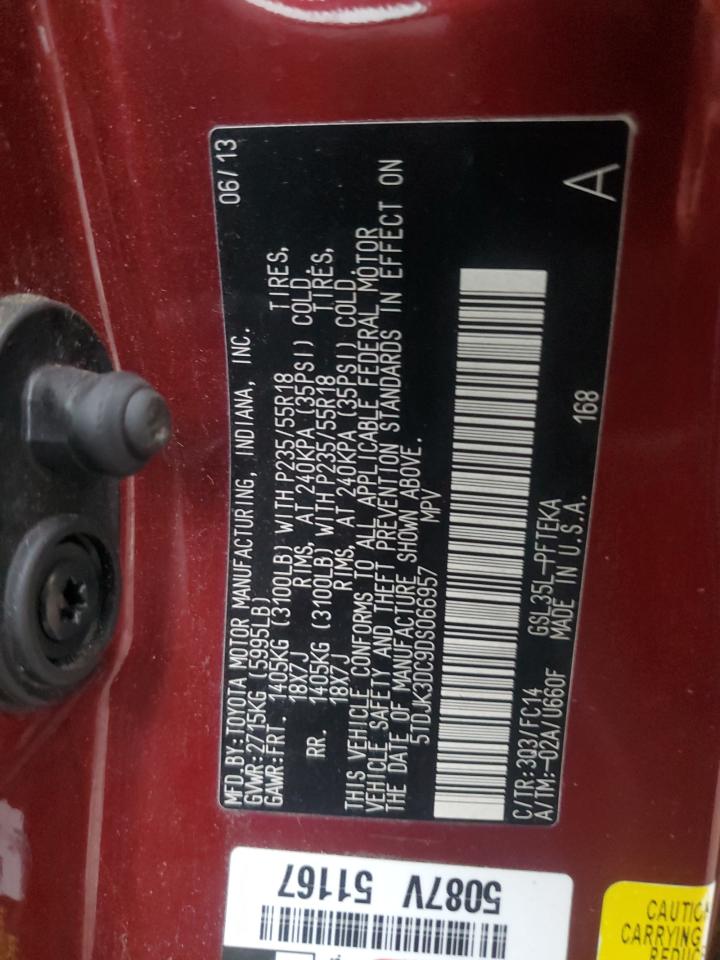 MFD.BY:TOYOTA MOTOR MANUFACTURING, INDIANA, INC. 06/13
GVWR:2715KG (5995LB)
GAWR:FRT. 1405KG (3100LB) WITH P235/55R18 TIRES,
18X7J RIMS, AT 240KPA (35PSI) COLD.
RR. 1405KG (3100LB) WITH P235/55R18 TIRES,
18X7J RIMS, AT 240KPA (35PSI) COLD.
THIS VEHICLE CONFORMS TO ALL APPLICABLE FEDERAL MOTOR
VEHICLE SAFETY AND THEFT PREVENTION STANDARDS IN EFFECT ON
THE DATE OF MANUFACTURE SHOWN ABOVE.
5TDJK3DC9DS066957 MPV
A
C/TR:3Q3/FC14 GSL35L-PFTEKA 168
A/TM:-02A/U660F MADE IN U.S.A.
5087V 51167
CAUTION
CARRYING
REDUCE